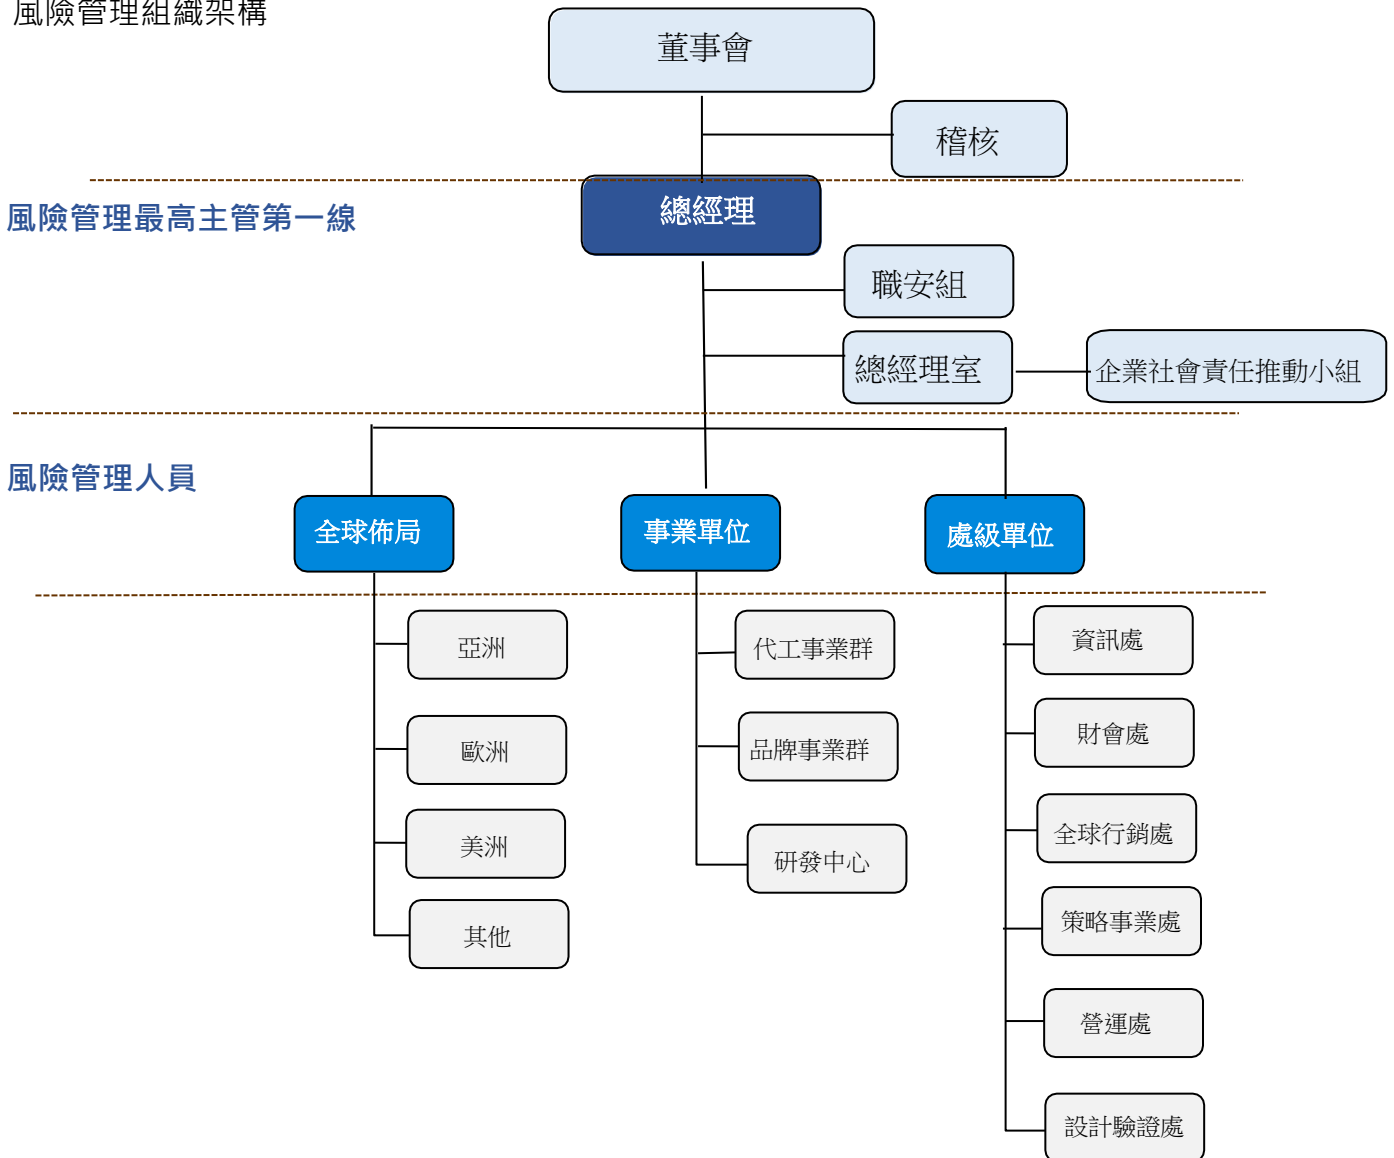 風險管理組織架構
董事會
稽核
風險管理最高主管第一線
總經理
職安組
總經理室
企業社會責任推動小組
風險管理人員
全球佈局
事業單位
處級單位
亞洲
歐洲
美洲
其他
代工事業群
品牌事業群
研發中心
資訊處
財會處
全球行銷處
策略事業處
營運處
設計驗證處